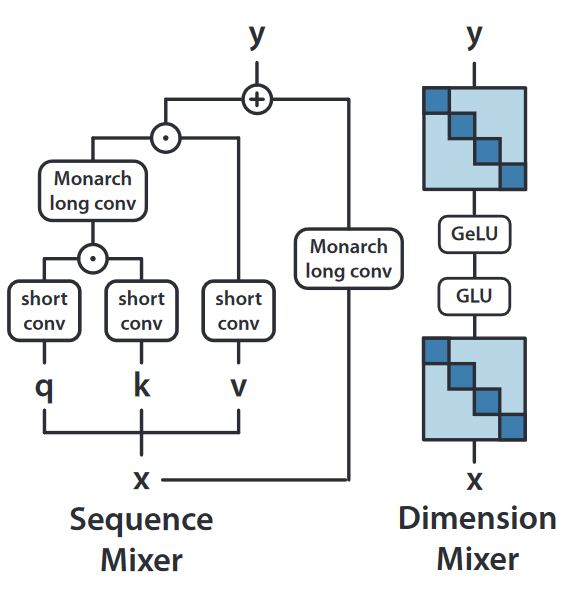 y
y
+
Monarch
long conv
GeLU
Monarch
long conv
short
conv
short
conv
short
conv
GLU
q
k
v
x
x
Sequence
Mixer
Dimension
Mixer